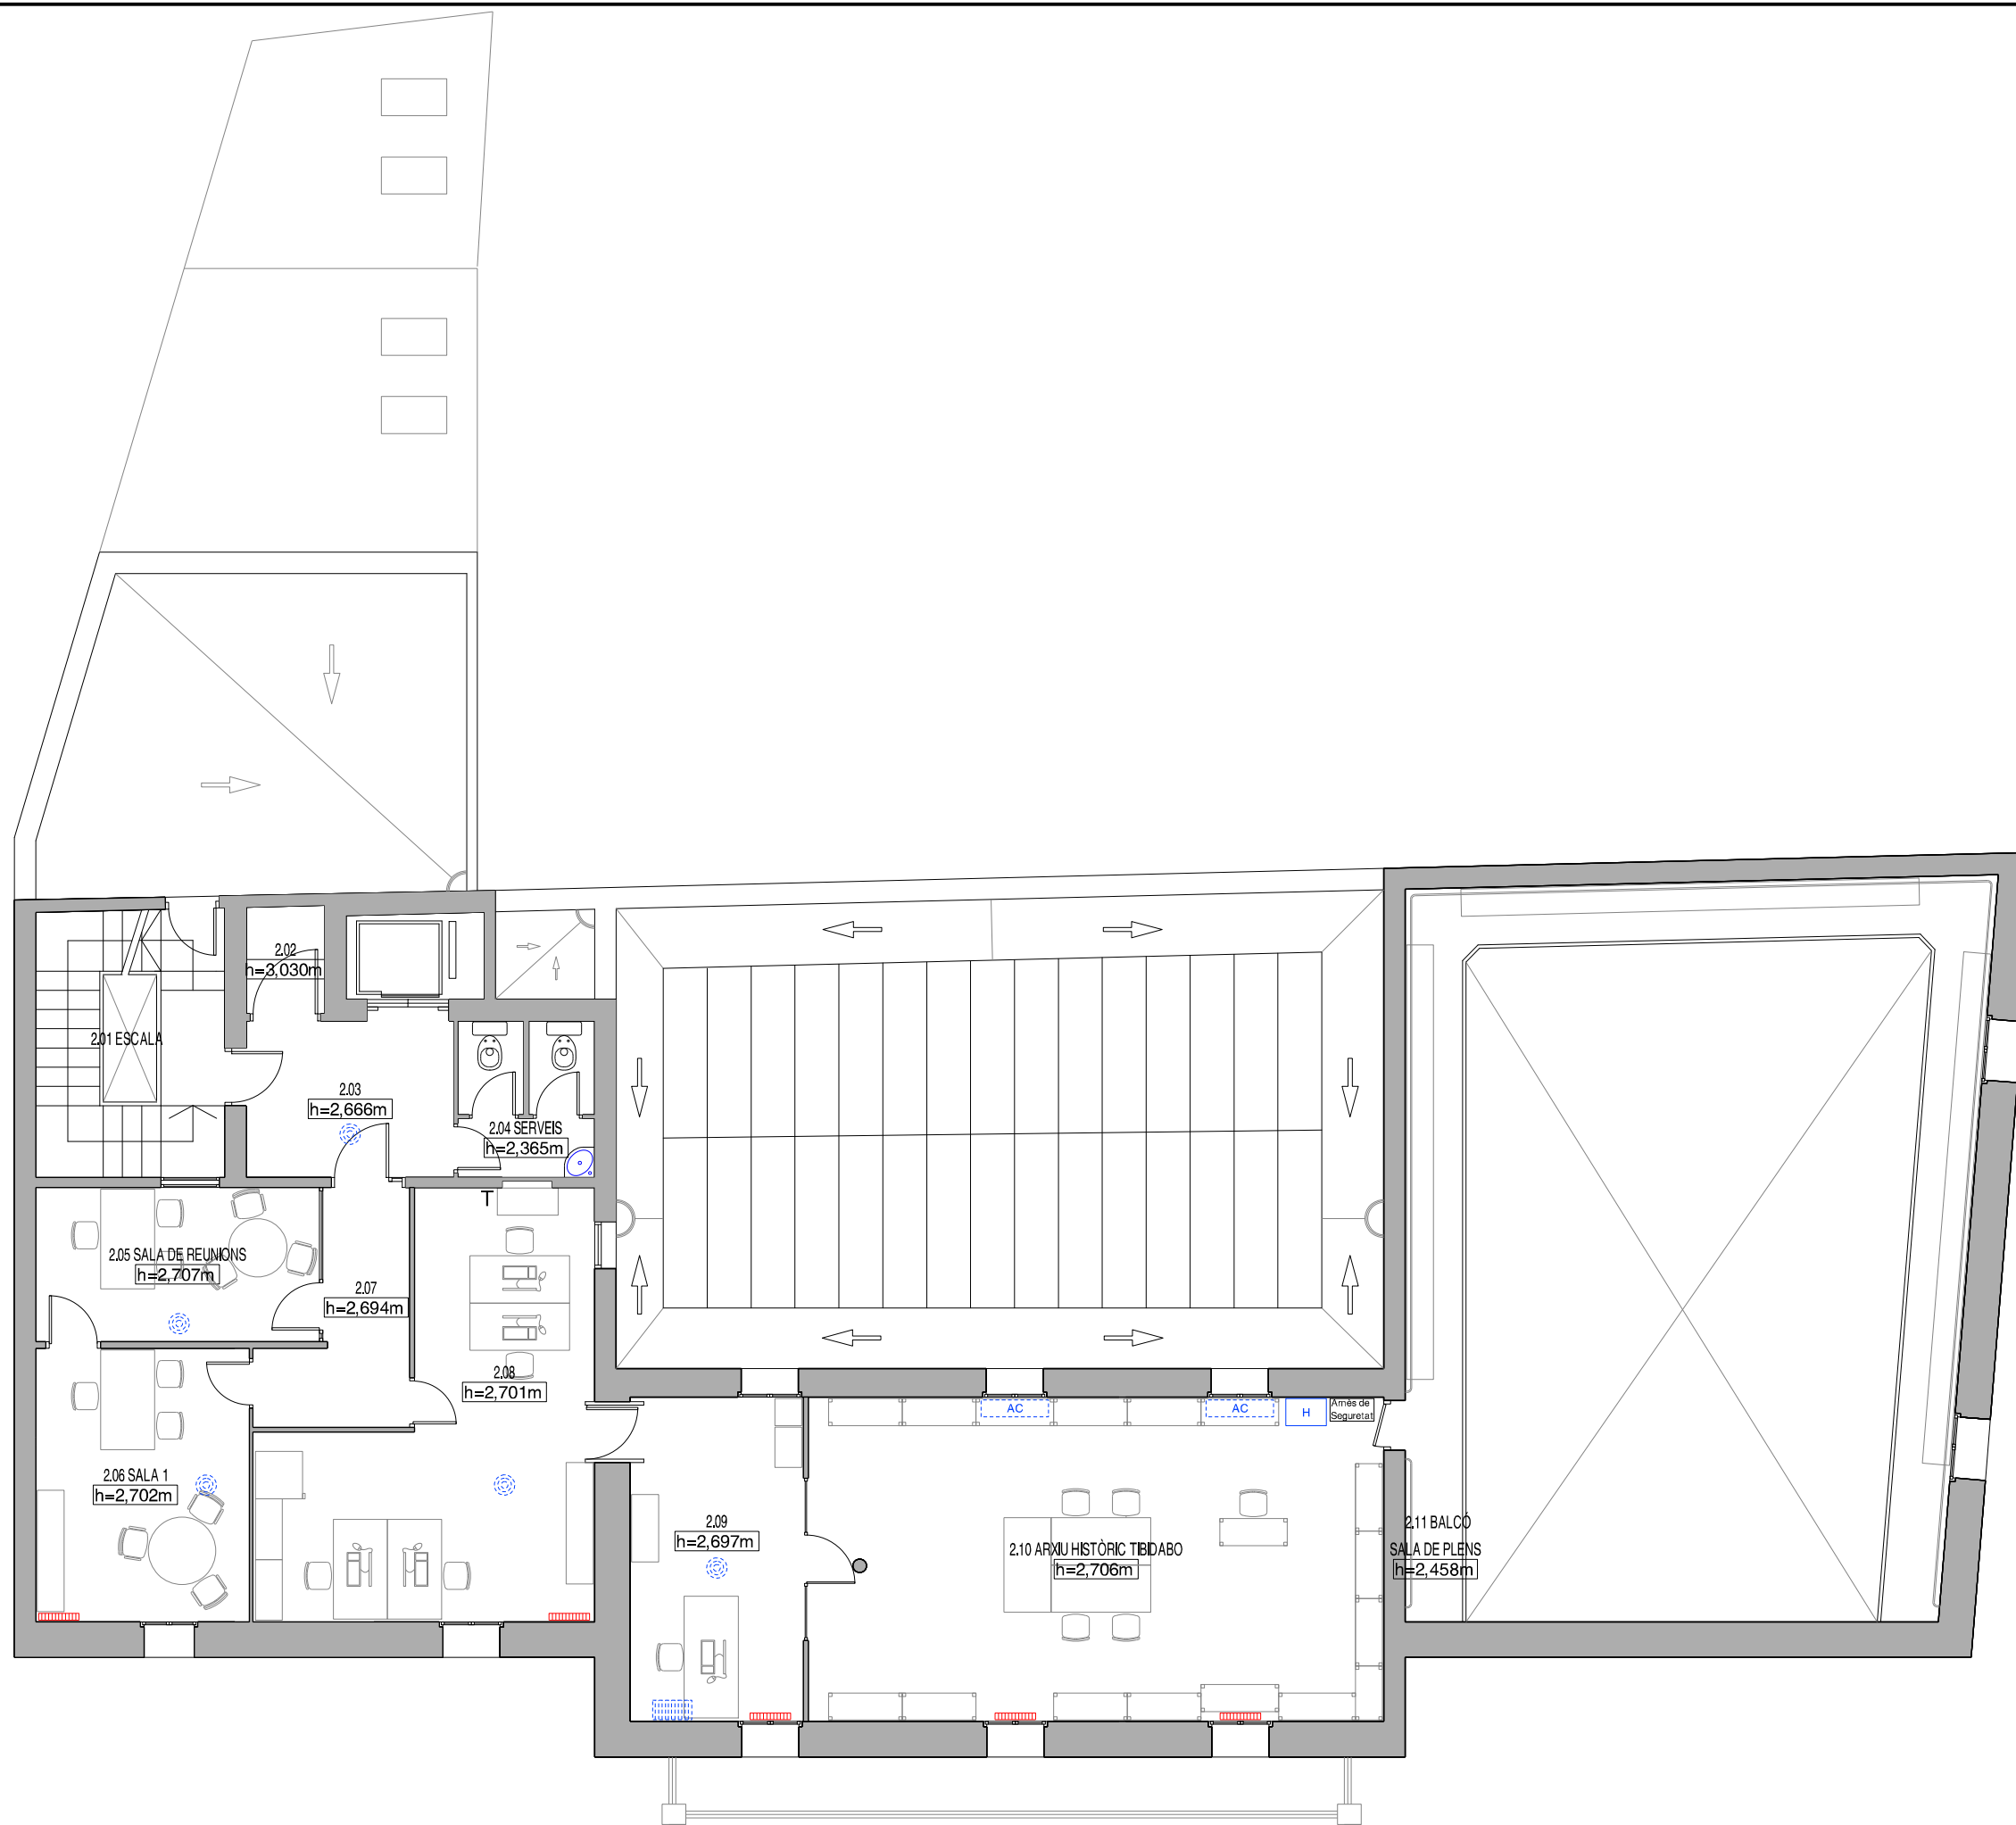 2.02
h=3,030m
2.01 ESCALA
2.03
h=2,666m
2.04 SERVEIS
h=2,365m
T
2.05 SALA DE REUNIONS
h=2,707m
2.07
h=2,694m
2.08
h=2,701m
AC
AC
H
Arnès de
Seguretat
2.06 SALA 1
h=2,702m
2.09
h=2,697m
2.10 ARXIU HISTÒRIC TIBIDABO
h=2,706m
2.11 BALCÓ
SALA DE PLENS
h=2,458m